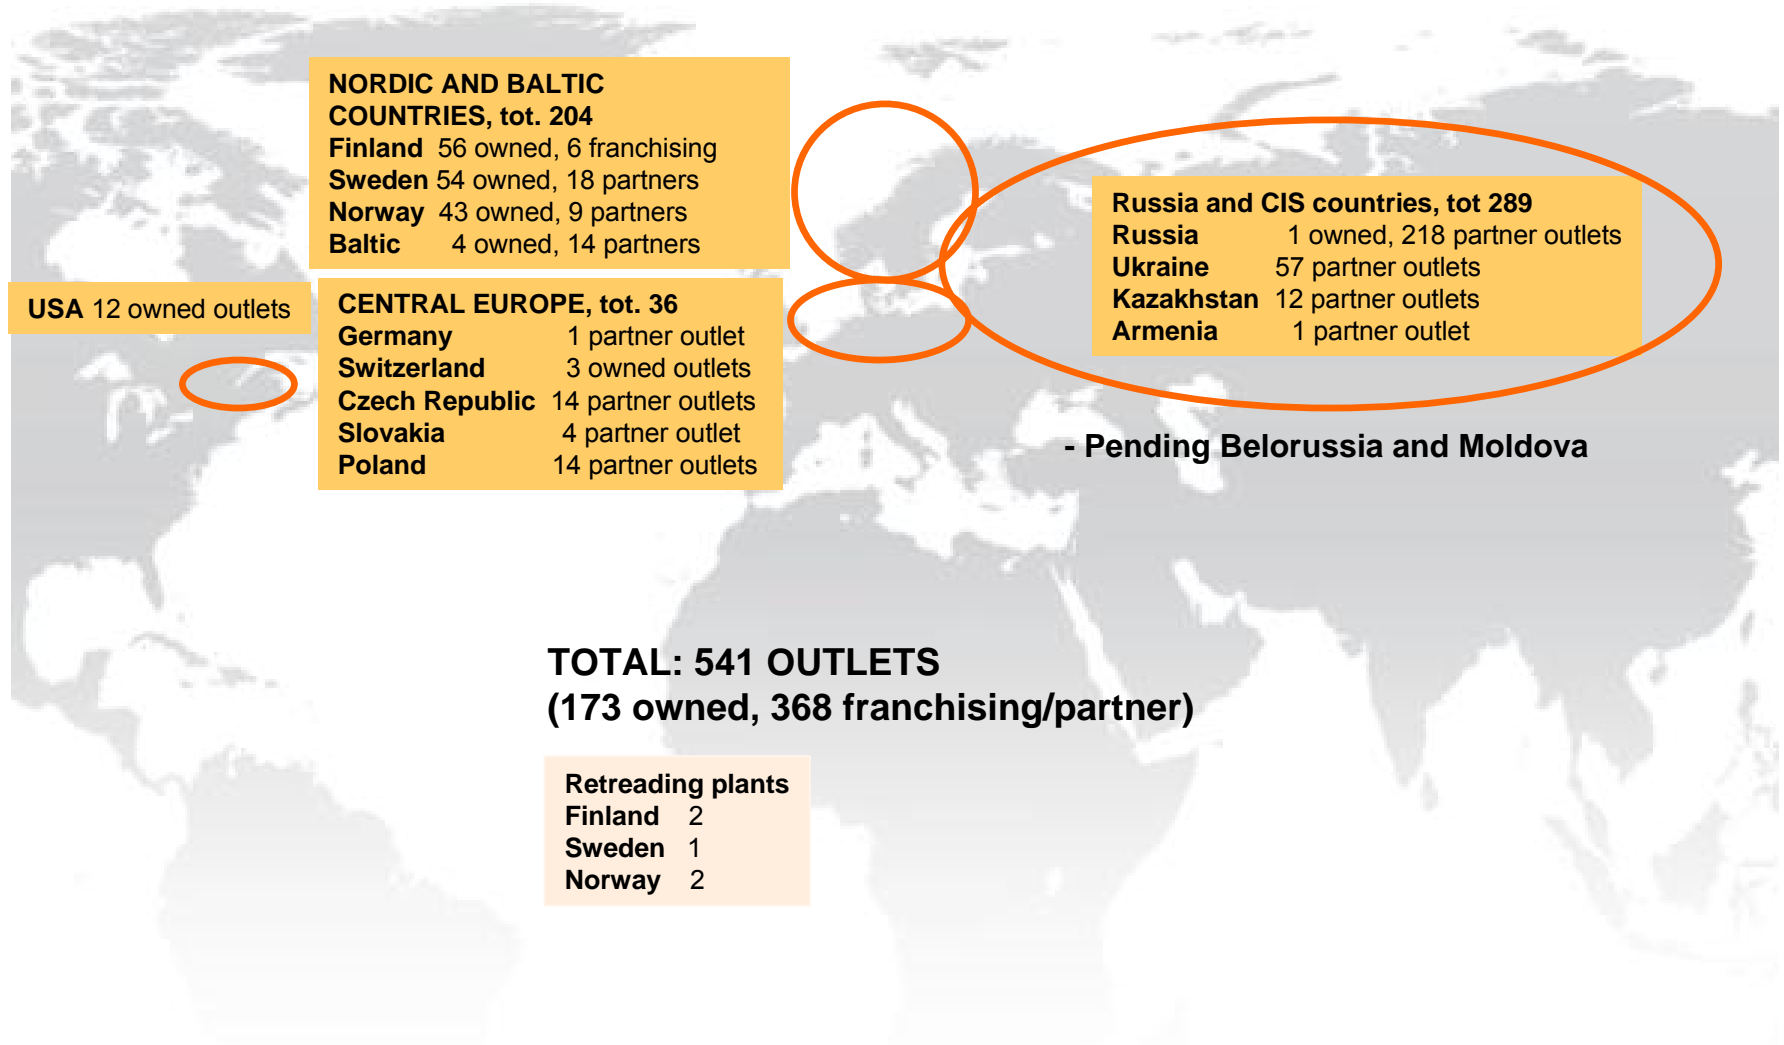 NORDIC AND BALTIC
COUNTRIES, tot. 204
Finland 56 owned, 6 franchising
Sweden 54 owned, 18 partners
Norway 43 owned, 9 partners
Baltic 4 owned, 14 partners
USA 12 owned outlets
CENTRAL EUROPE, tot. 36
Germany 1 partner outlet
Switzerland 3 owned outlets
Czech Republic 14 partner outlets
Slovakia 4 partner outlet
Poland 14 partner outlets
Russia and CIS countries, tot 289
Russia 1 owned, 218 partner outlets
Ukraine 57 partner outlets
Kazakhstan 12 partner outlets
Armenia 1 partner outlet
- Pending Belorussia and Moldova
TOTAL: 541 OUTLETS
(173 owned, 368 franchising/partner)
Retreading plants
Finland 2
Sweden 1
Norway 2